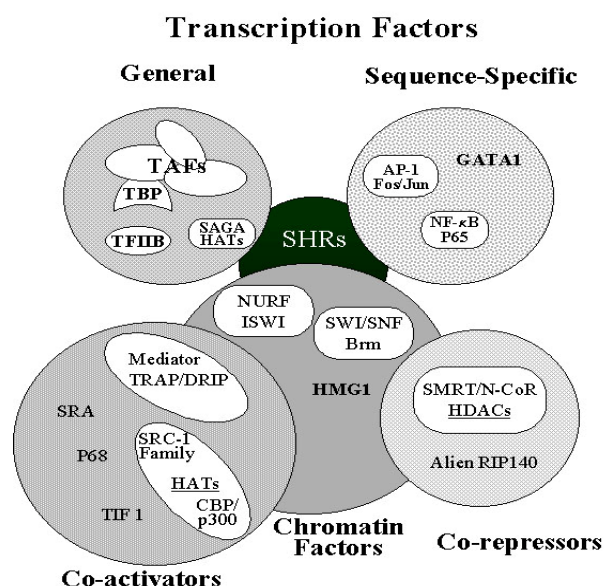 Transcription Factors
General
Sequence-Specific
TAFs
TBP
TFIIB
SAGA
HATs
AP-1
Fos/Jun
GATA1
NF-κB
P65
SHRs
NURF
ISWI
SWI/SNF
Brm
HMG1
Mediator
TRAP/DRIP
SRA
P68
TIF 1
SRC-1
Family
HATs
CBP/
p300
SMRT/N-CoR
HDACs
Alien RIP140
Chromatin
Factors
Co-repressors
Co-activators